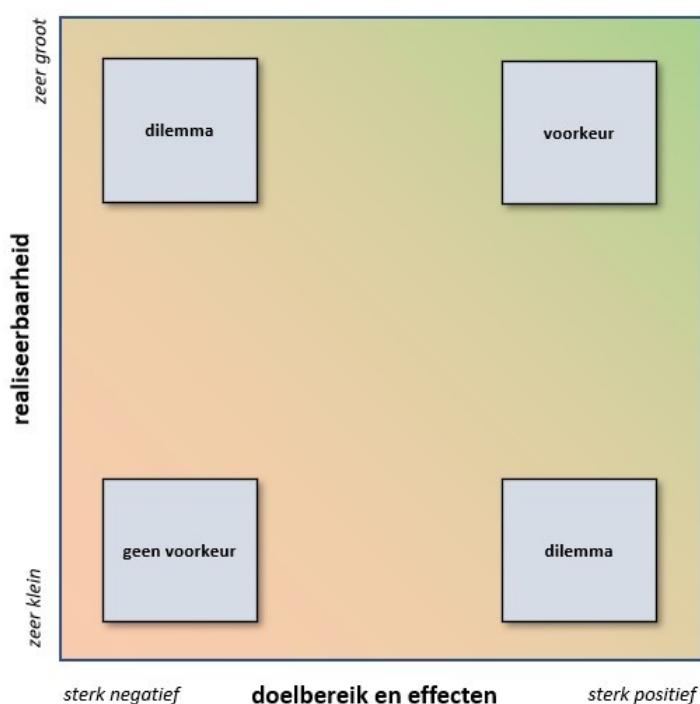 zeer groot
dilemma
voorkeur
realiseerbaarheid
geen voorkeur
dilemma
zeer klein
sterk negatief doelbereik en effecten sterk positief